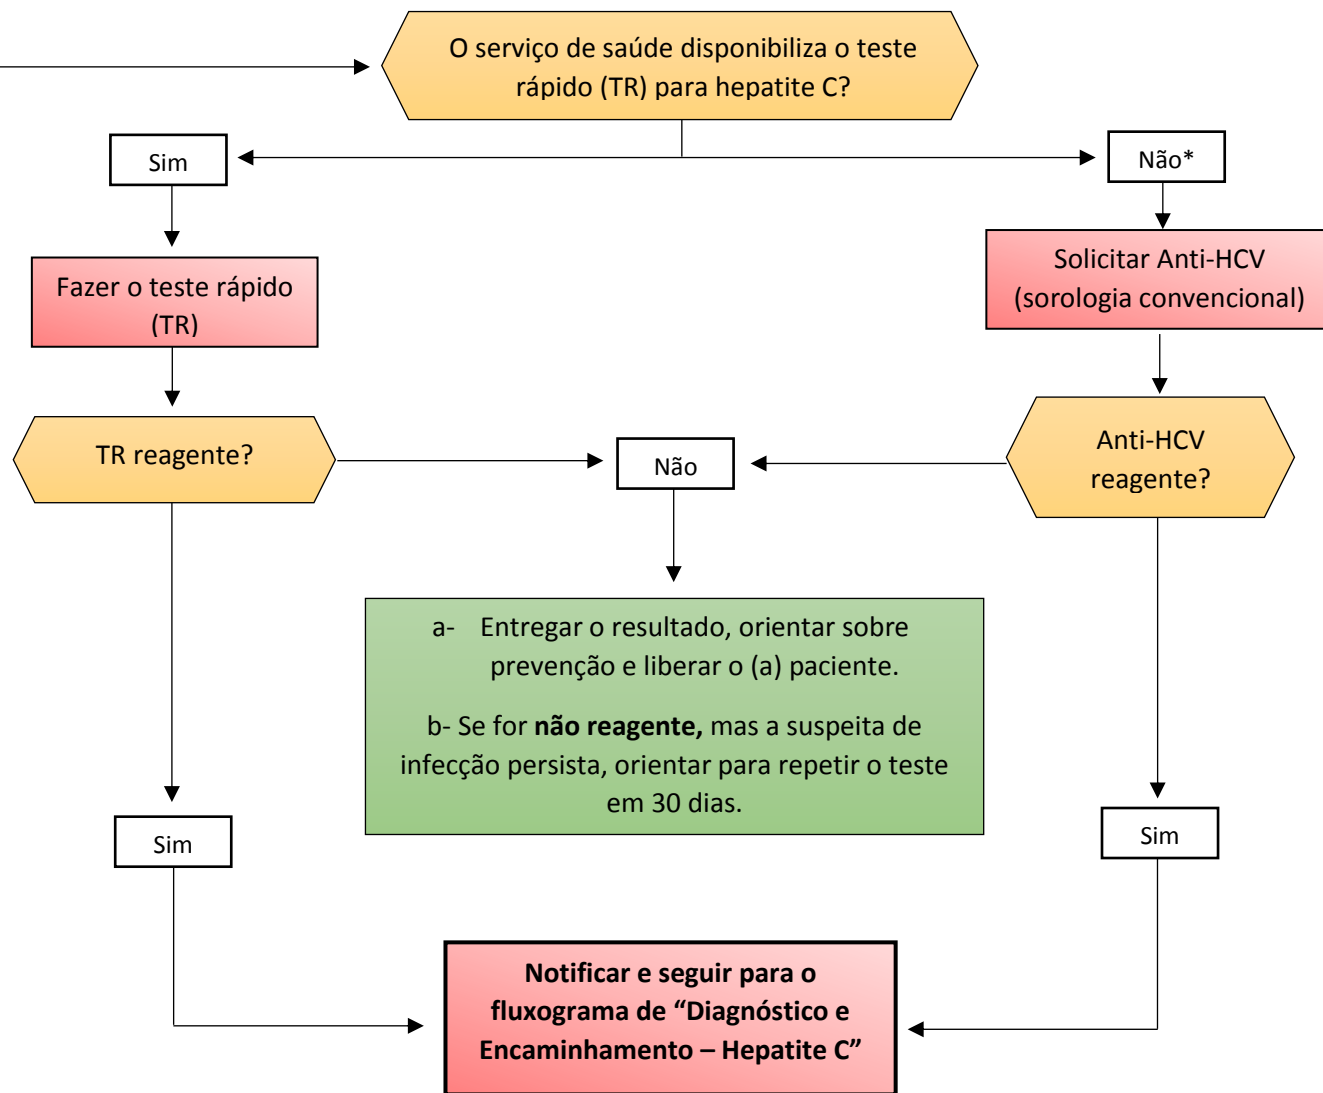 O serviço de saúde disponibiliza o teste
rápido (TR) para hepatite C?
Sim
Não*
Fazer o teste rápido
(TR)
Solicitar Anti-HCV
(sorologia convencional)
TR reagente?
Não
Anti-HCV
reagente?
a- Entregar o resultado, orientar sobre
prevenção e liberar o (a) paciente.
b- Se for não reagente, mas a suspeita de
infecção persista, orientar para repetir o teste
em 30 dias.
Sim
Sim
Notificar e seguir para o
fluxograma de “Diagnóstico e
Encaminhamento – Hepatite C”